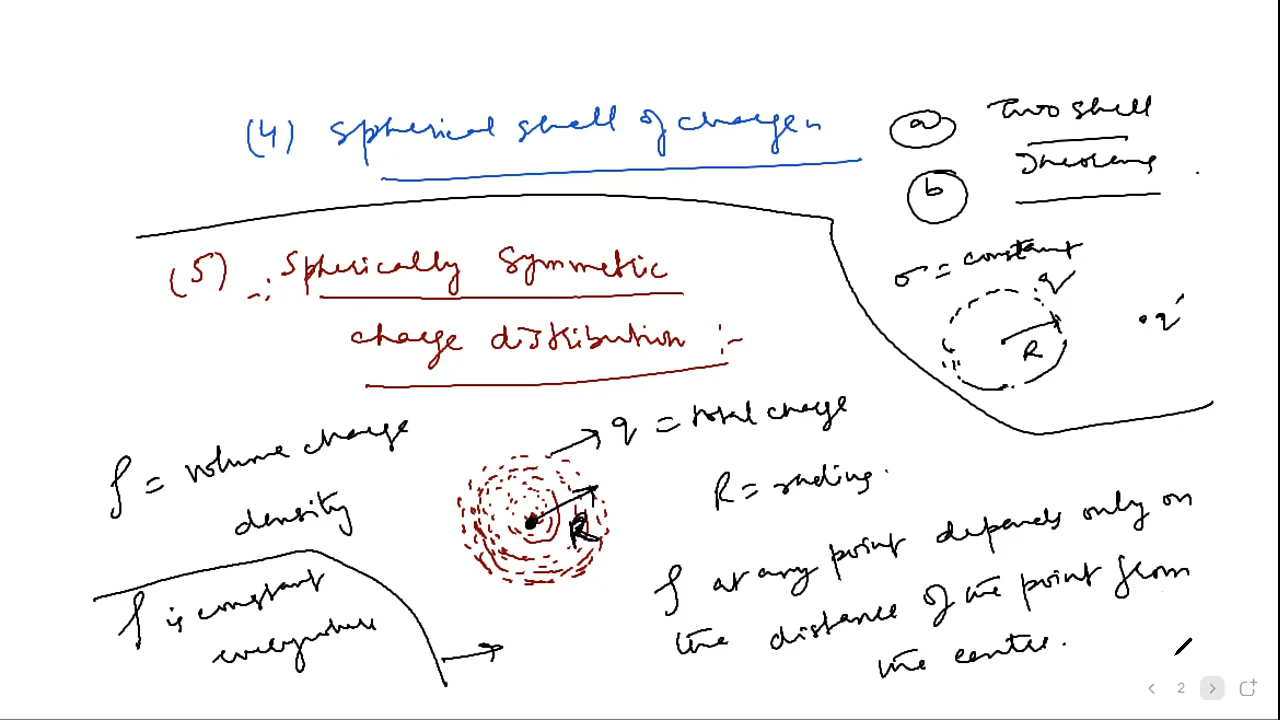 (4) Spherical shell of charge :-
(a) Two shell
(b) Theorems
σ = constant
q
R
q'
(5) :- Spherically Symmetric
charge distribution :-
ρ = volume charge
density
ρ is constant
everywhere
q = total charge
R
R = radius.
ρ at any point depends only on
the distance of the point from
the centre.
2